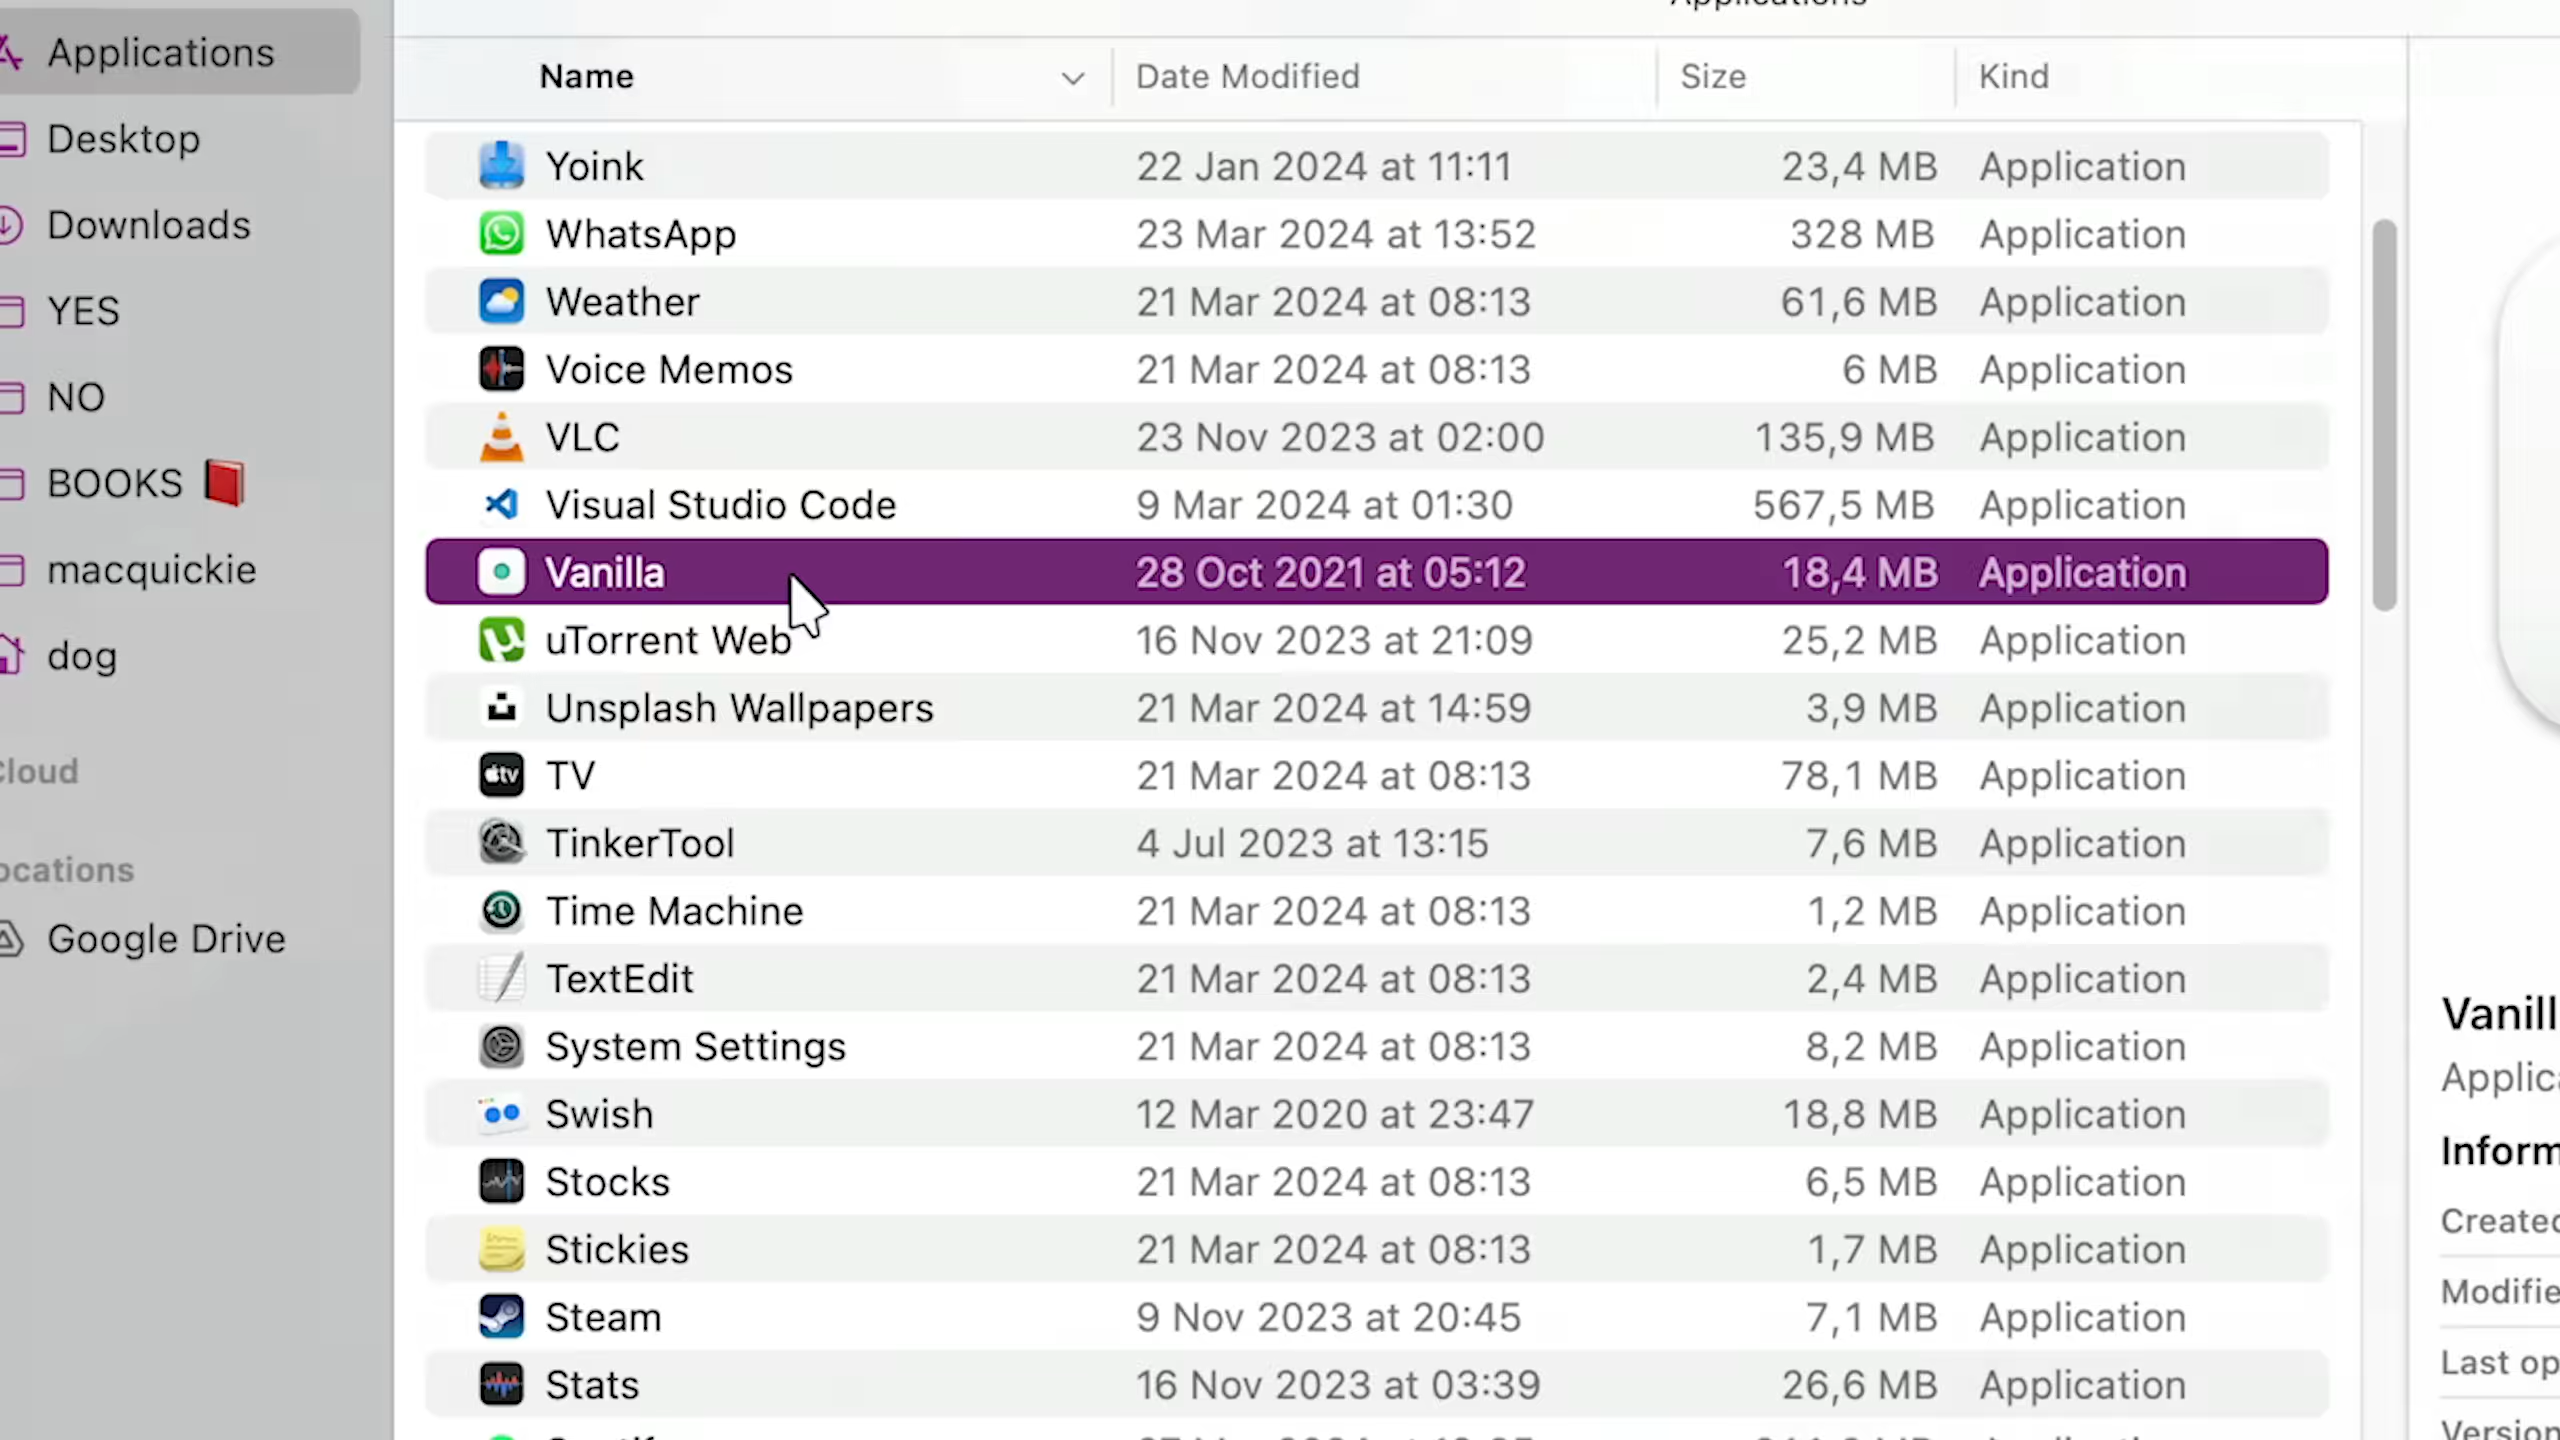 Applications
Applications
Desktop
Downloads
YES
NO
BOOKS
macquickie
dog
Cloud
ocations
Google Drive
Name Date Modified Size Kind
Yoink 22 Jan 2024 at 11:11 23,4 MB Application
WhatsApp 23 Mar 2024 at 13:52 328 MB Application
Weather 21 Mar 2024 at 08:13 61,6 MB Application
Voice Memos 21 Mar 2024 at 08:13 6 MB Application
VLC 23 Nov 2023 at 02:00 135,9 MB Application
Visual Studio Code 9 Mar 2024 at 01:30 567,5 MB Application
Vanilla 28 Oct 2021 at 05:12 18,4 MB Application
uTorrent Web 16 Nov 2023 at 21:09 25,2 MB Application
Unsplash Wallpapers 21 Mar 2024 at 14:59 3,9 MB Application
tv TV 21 Mar 2024 at 08:13 78,1 MB Application
TinkerTool 4 Jul 2023 at 13:15 7,6 MB Application
Time Machine 21 Mar 2024 at 08:13 1,2 MB Application
TextEdit 21 Mar 2024 at 08:13 2,4 MB Application
System Settings 21 Mar 2024 at 08:13 8,2 MB Application
Swish 12 Mar 2020 at 23:47 18,8 MB Application
Stocks 21 Mar 2024 at 08:13 6,5 MB Application
Stickies 21 Mar 2024 at 08:13 1,7 MB Application
Steam 9 Nov 2023 at 20:45 7,1 MB Application
Stats 16 Nov 2023 at 03:39 26,6 MB Application
Vanill
Applica
Inform
Created
Modifie
Last op
Version